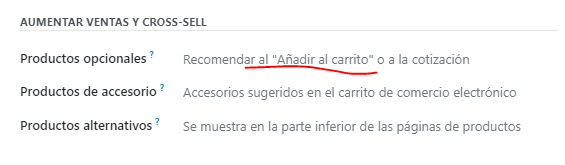 AUMENTAR VENTAS Y CROSS-SELL
Productos opcionales ? Recomendar al "Añadir al carrito" o a la cotización
Productos de accesorio ? Accesorios sugeridos en el carrito de comercio electrónico
Productos alternativos ? Se muestra en la parte inferior de las páginas de productos